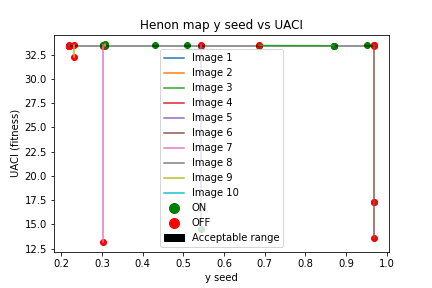 Henon map y seed vs UACI
UACI (fitness)
32.5
30.0
27.5
25.0
22.5
20.0
17.5
15.0
12.5
Image 1
Image 2
Image 3
Image 4
Image 5
Image 6
Image 7
Image 8
Image 9
Image 10
ON
OFF
Acceptable range
0.2 0.3 0.4 0.5 0.6 0.7 0.8 0.9 1.0
y seed